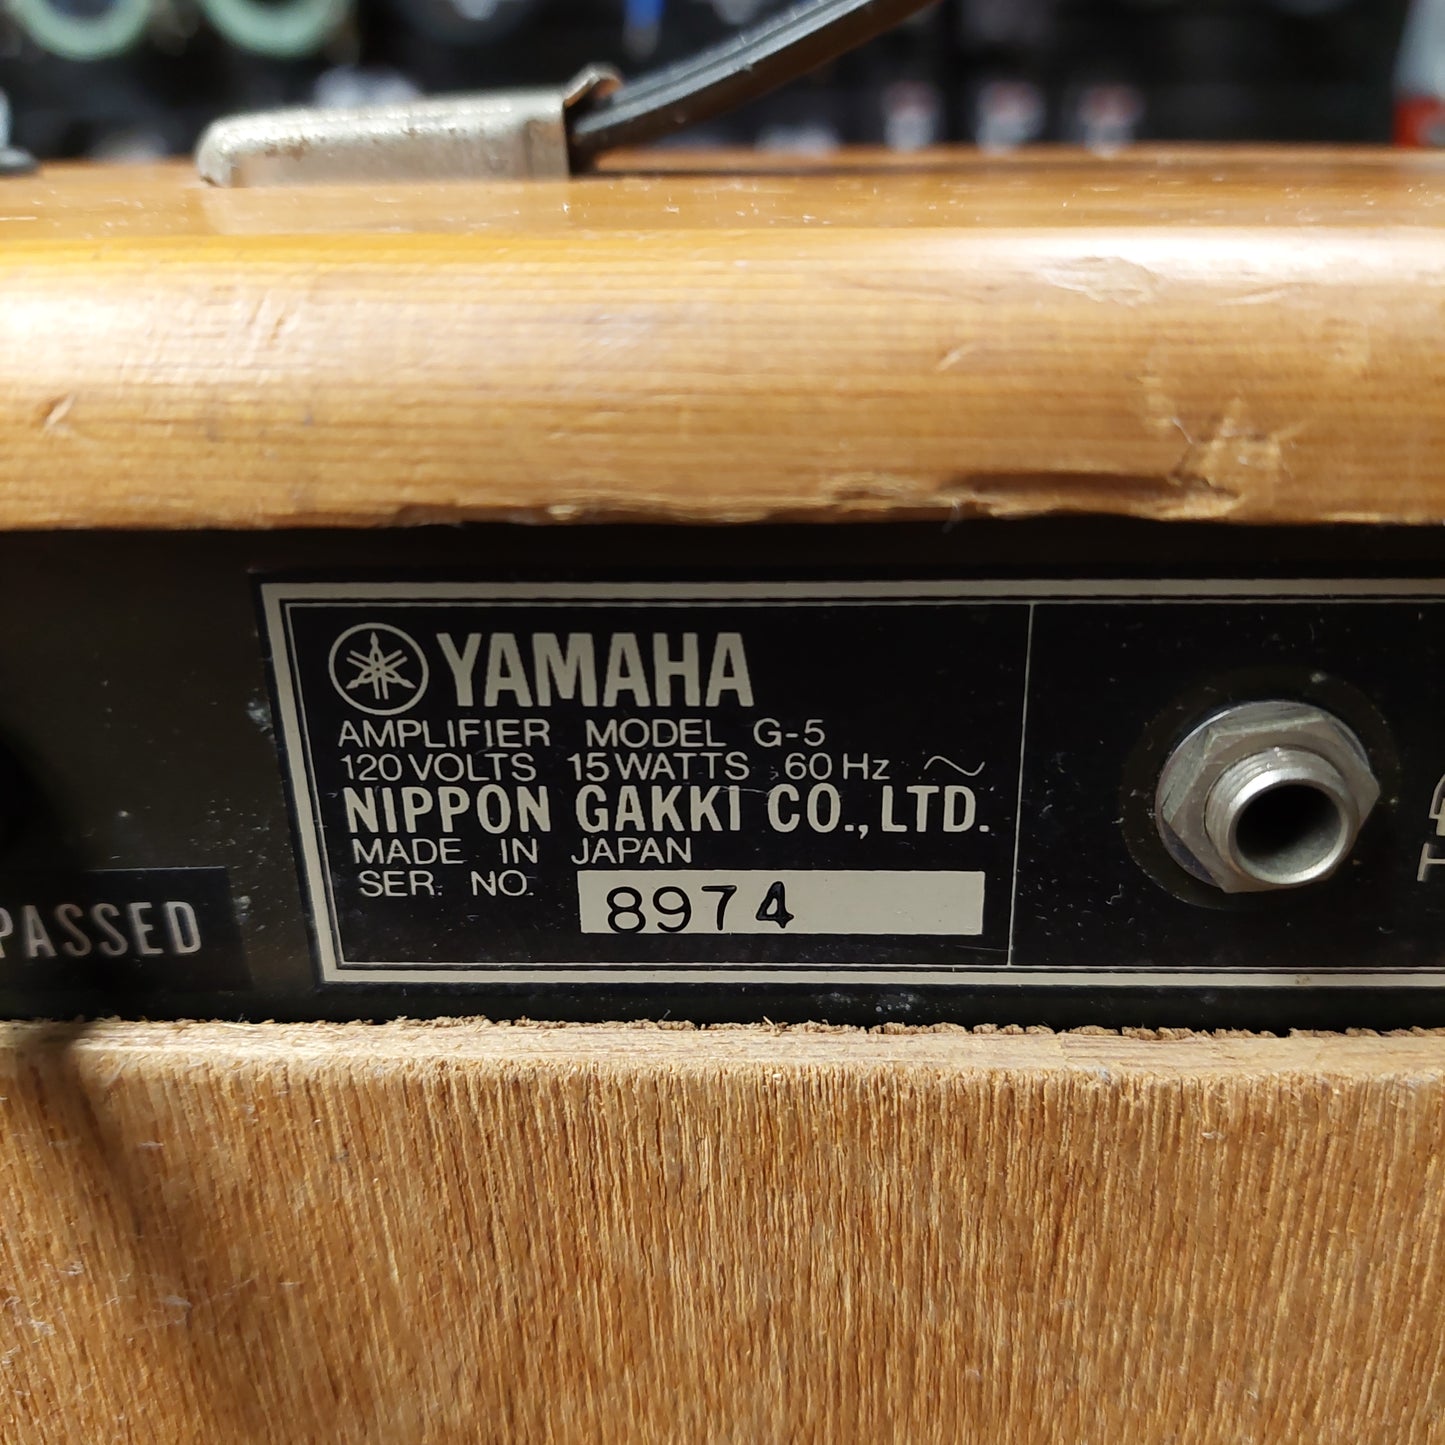 YAMAHA
AMPLIFIER MODEL G-5
120 VOLTS 15 WATTS 60 Hz ～
NIPPON GAKKI CO., LTD.
MADE IN JAPAN
SER. NO. 8974
PASSED